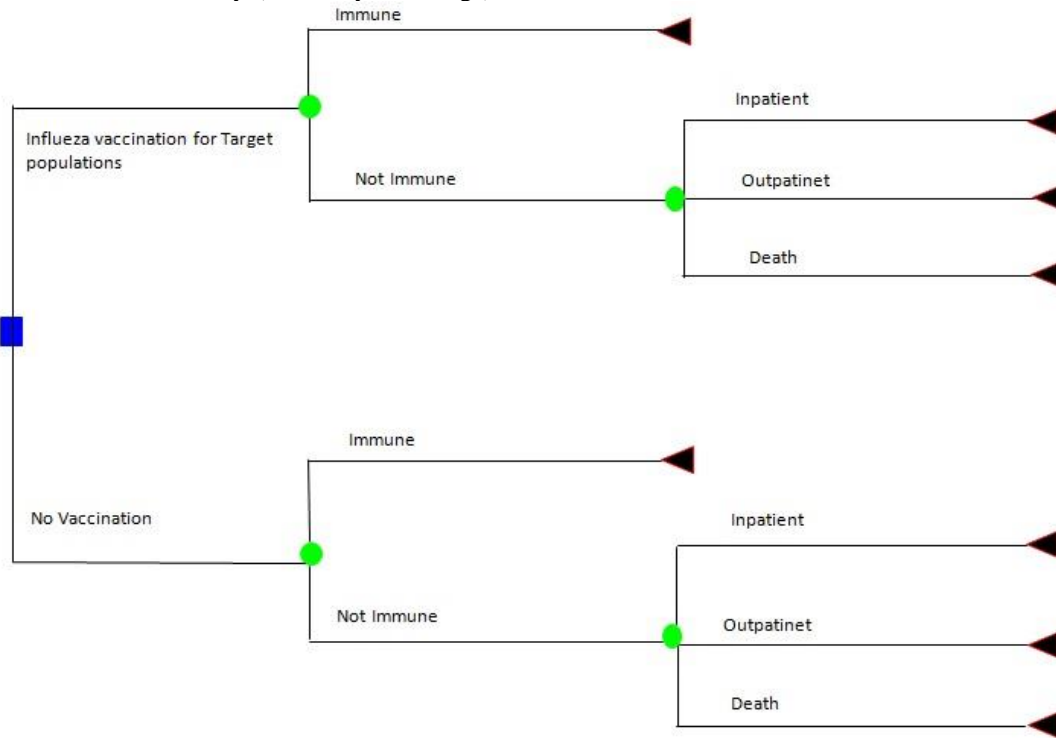 Immune
Inpatient
Influeza vaccination for Target
populations
Not Immune
Outpatinet
Death
Immune
No Vaccination
Inpatient
Not Immune
Outpatinet
Death